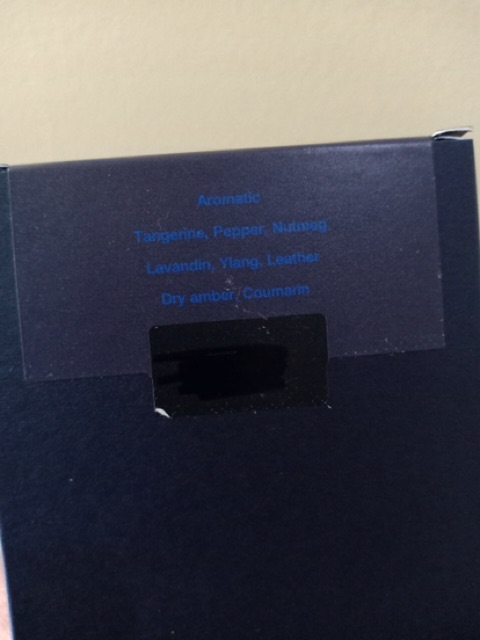 Aromatic
Tangerine, Pepper, Nutmeg
Lavandin, Ylang, Leather
Dry amber, Coumarin